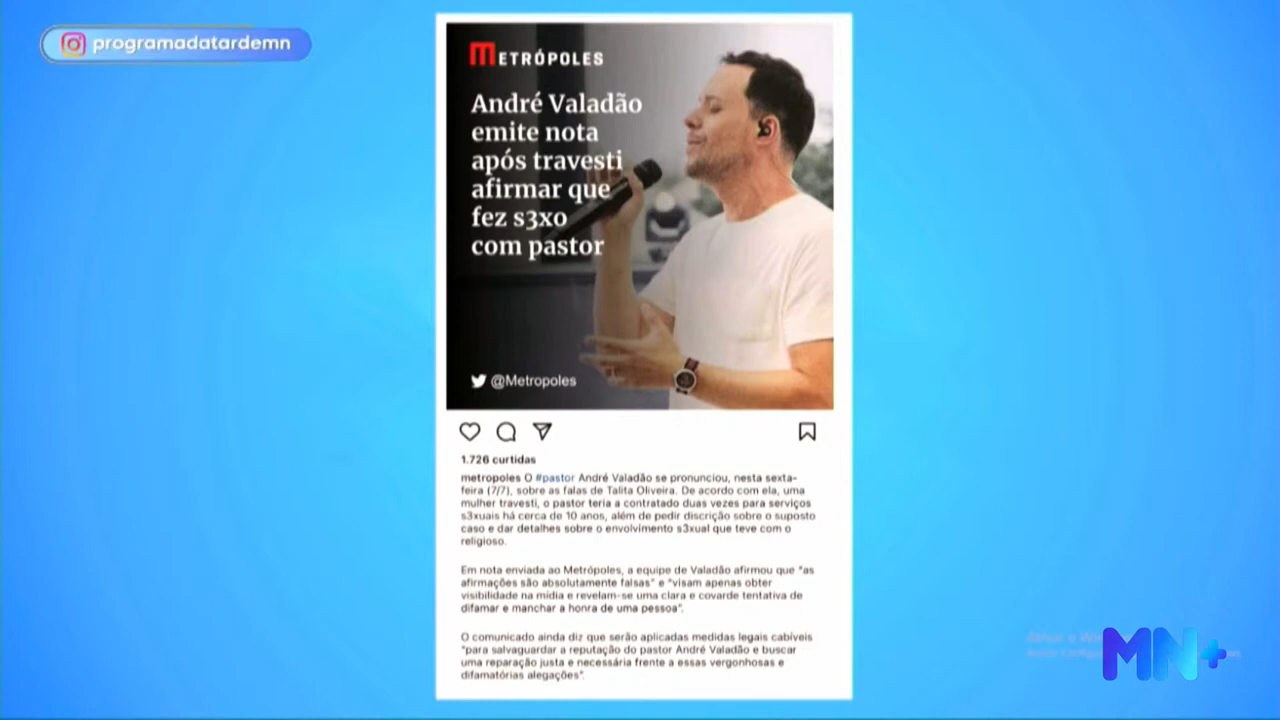 programadatardemn
METRÓPOLES
André Valadão
emite nota
após travesti
afirmar que
fez s3xo
com pastor
@Metropoles
1.726 curtidas
metropoles O #pastor André Valadão se pronunciou, nesta sexta-
feira (7/7), sobre as falas de Talita Oliveira. De acordo com ela, uma
mulher travesti, o pastor teria a contratado duas vezes para serviços
s3xuais há cerca de 10 anos, além de pedir discrição sobre o suposto
caso e dar detalhes sobre o envolvimento s3xual que teve com o
religioso.
Em nota enviada ao Metrópoles, a equipe de Valadão afirmou que "as
afirmações são absolutamente falsas" e "visam apenas obter
visibilidade na mídia e revelam-se uma clara e covarde tentativa de
difamar e manchar a honra de uma pessoa".
O comunicado ainda diz que serão aplicadas medidas legais cabíveis
"para salvaguardar a reputação do pastor André Valadão e buscar
uma reparação justa e necessária frente a essas vergonhosas e
difamatórias alegações".
MN+